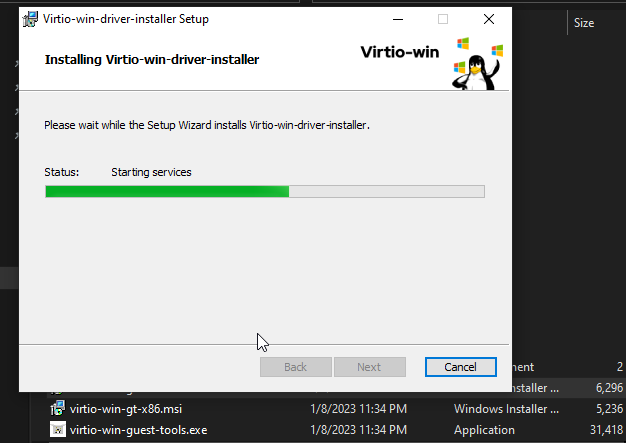 Virtio-win-driver-installer Setup
Size
Installing Virtio-win-driver-installer
Virtio-win
Please wait while the Setup Wizard installs Virtio-win-driver-installer.
Status: Starting services
Back Next Cancel
ment 2
nstaller ... 6,296
virtio-win-gt-x86.msi 1/8/2023 11:34 PM Windows Installer ... 5,236
virtio-win-guest-tools.exe 1/8/2023 11:34 PM Application 31,418